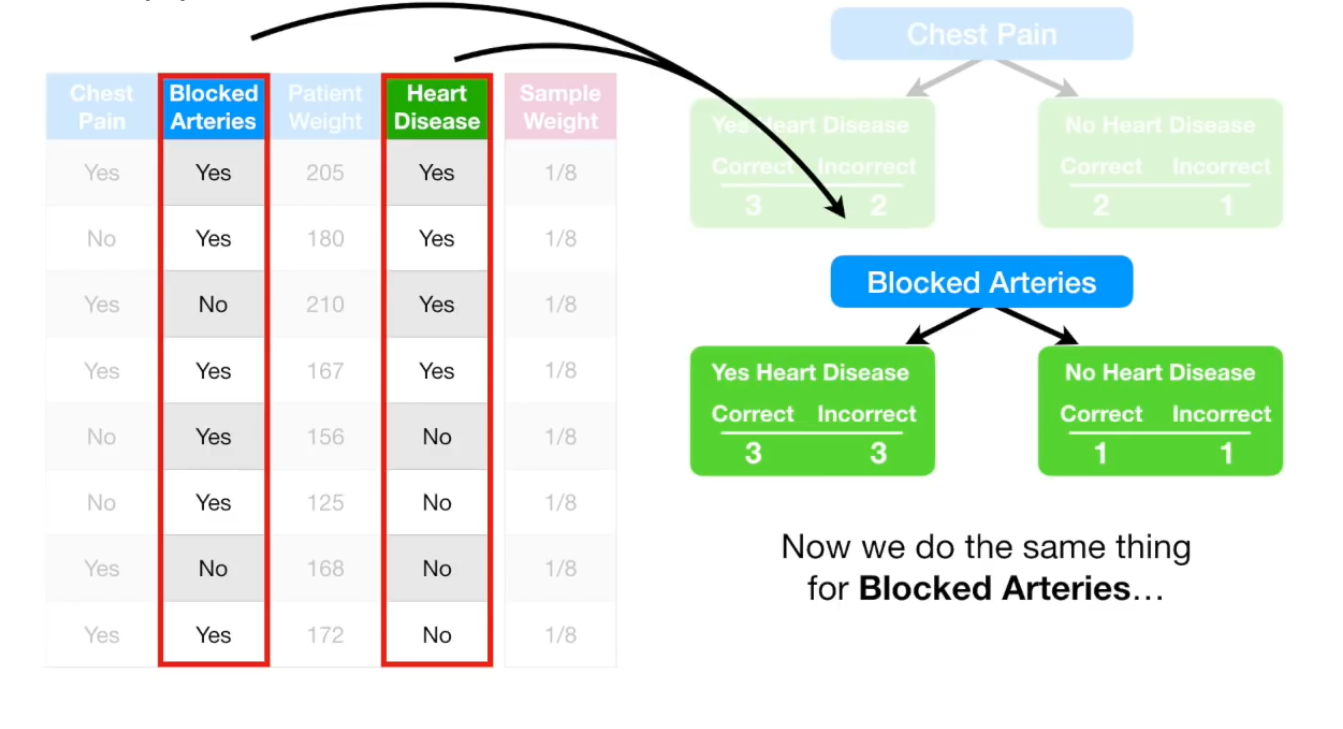 Chest Pain Blocked Arteries Patient Weight Heart Disease Sample Weight
Yes Yes 205 Yes 1/8
No Yes 180 Yes 1/8
Yes No 210 Yes 1/8
Yes Yes 167 Yes 1/8
No Yes 156 No 1/8
No Yes 125 No 1/8
Yes No 168 No 1/8
Yes Yes 172 No 1/8
Chest Pain
Yes Heart Disease
Correct Incorrect
3 2
No Heart Disease
Correct Incorrect
2 1
Blocked Arteries
Yes Heart Disease
Correct Incorrect
3 3
No Heart Disease
Correct Incorrect
1 1
Now we do the same thing
for Blocked Arteries…